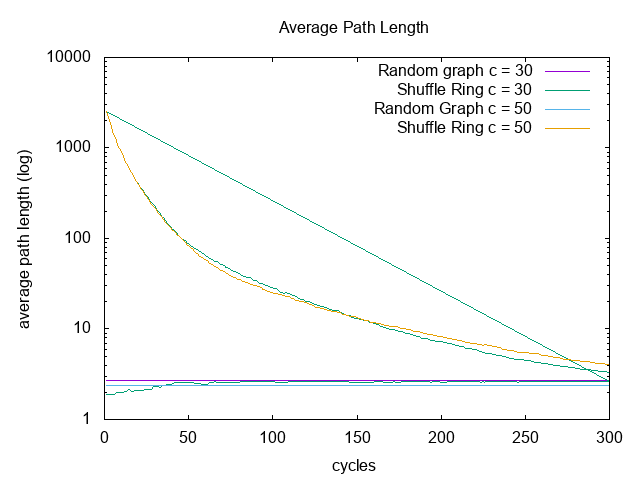 Average Path Length
10000
1000
100
10
1
average path length (log)
Random graph c = 30
Shuffle Ring c = 30
Random Graph c = 50
Shuffle Ring c = 50
0 50 100 150 200 250 300
cycles